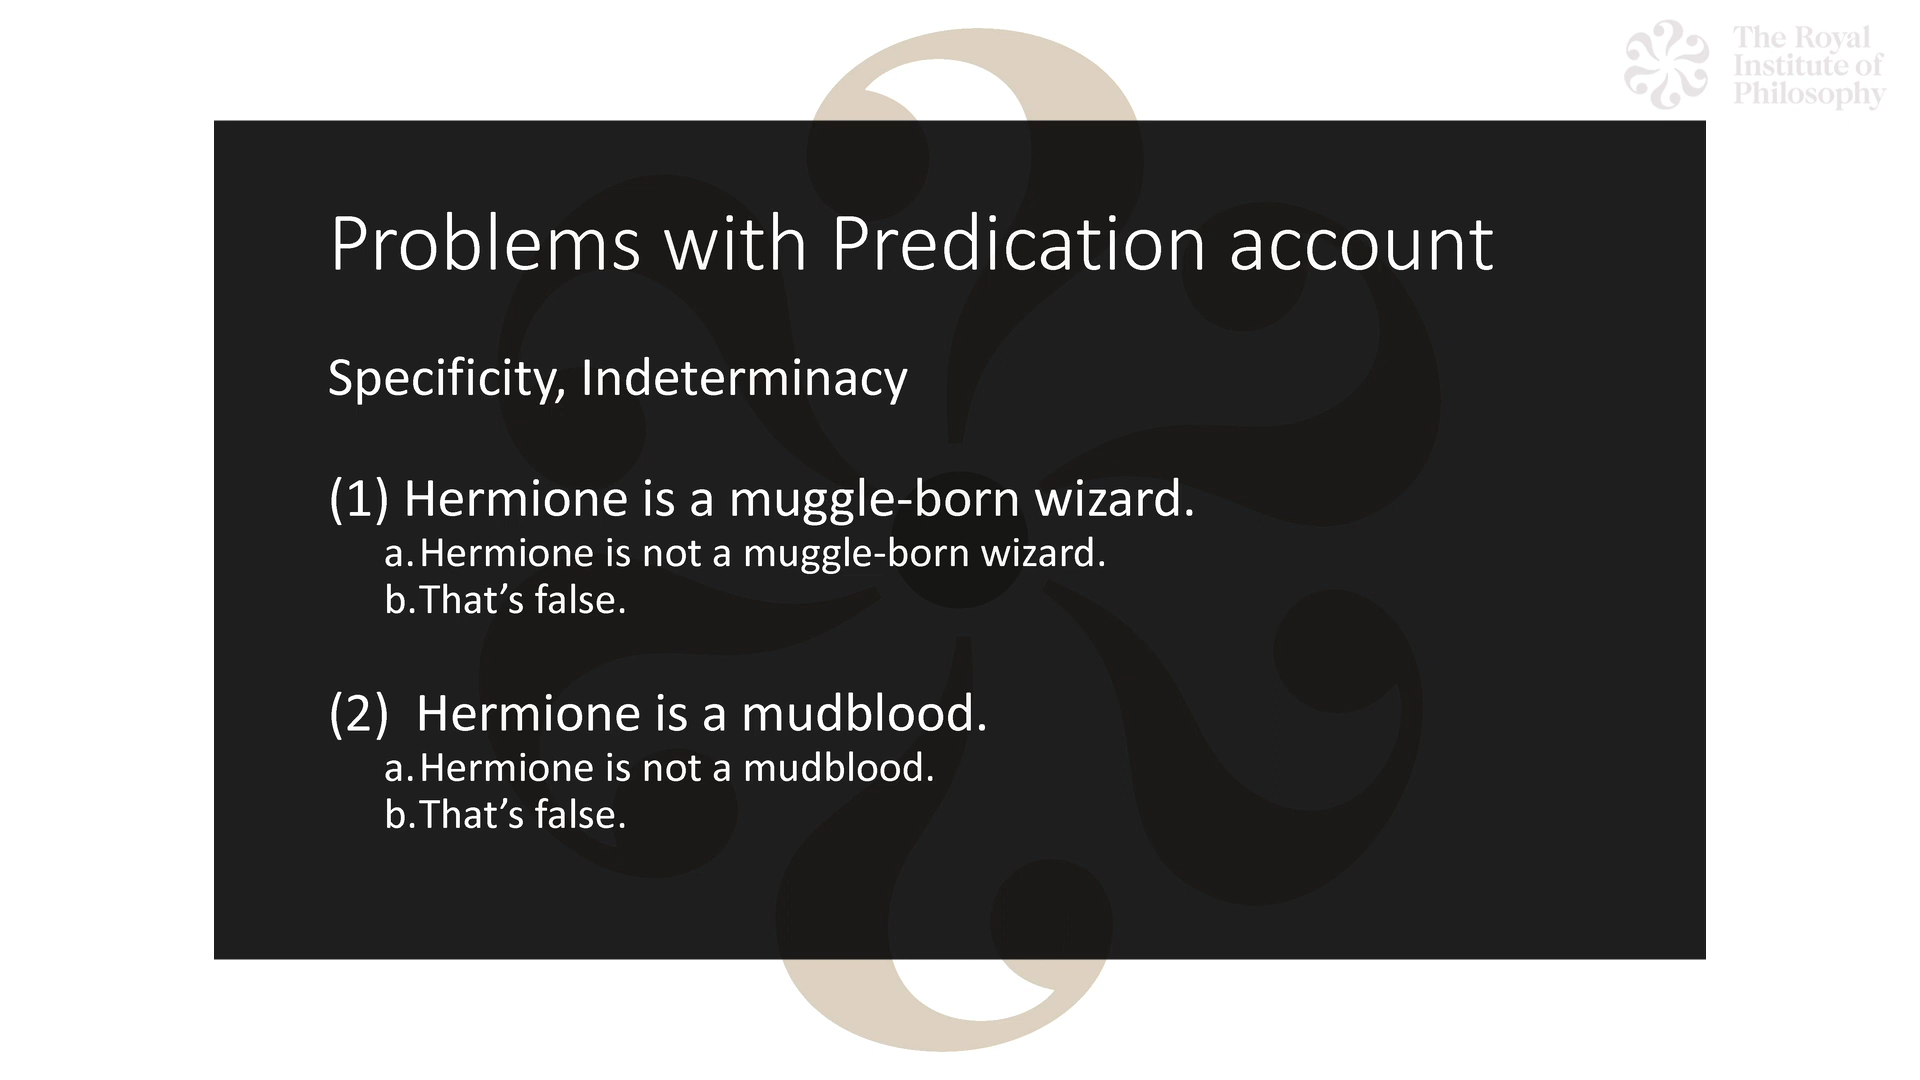 The Royal
Institute of
Philosophy
Problems with Predication account
Specificity, Indeterminacy
(1) Hermione is a muggle-born wizard.
a. Hermione is not a muggle-born wizard.
b. That’s false.
(2) Hermione is a mudblood.
a. Hermione is not a mudblood.
b. That’s false.